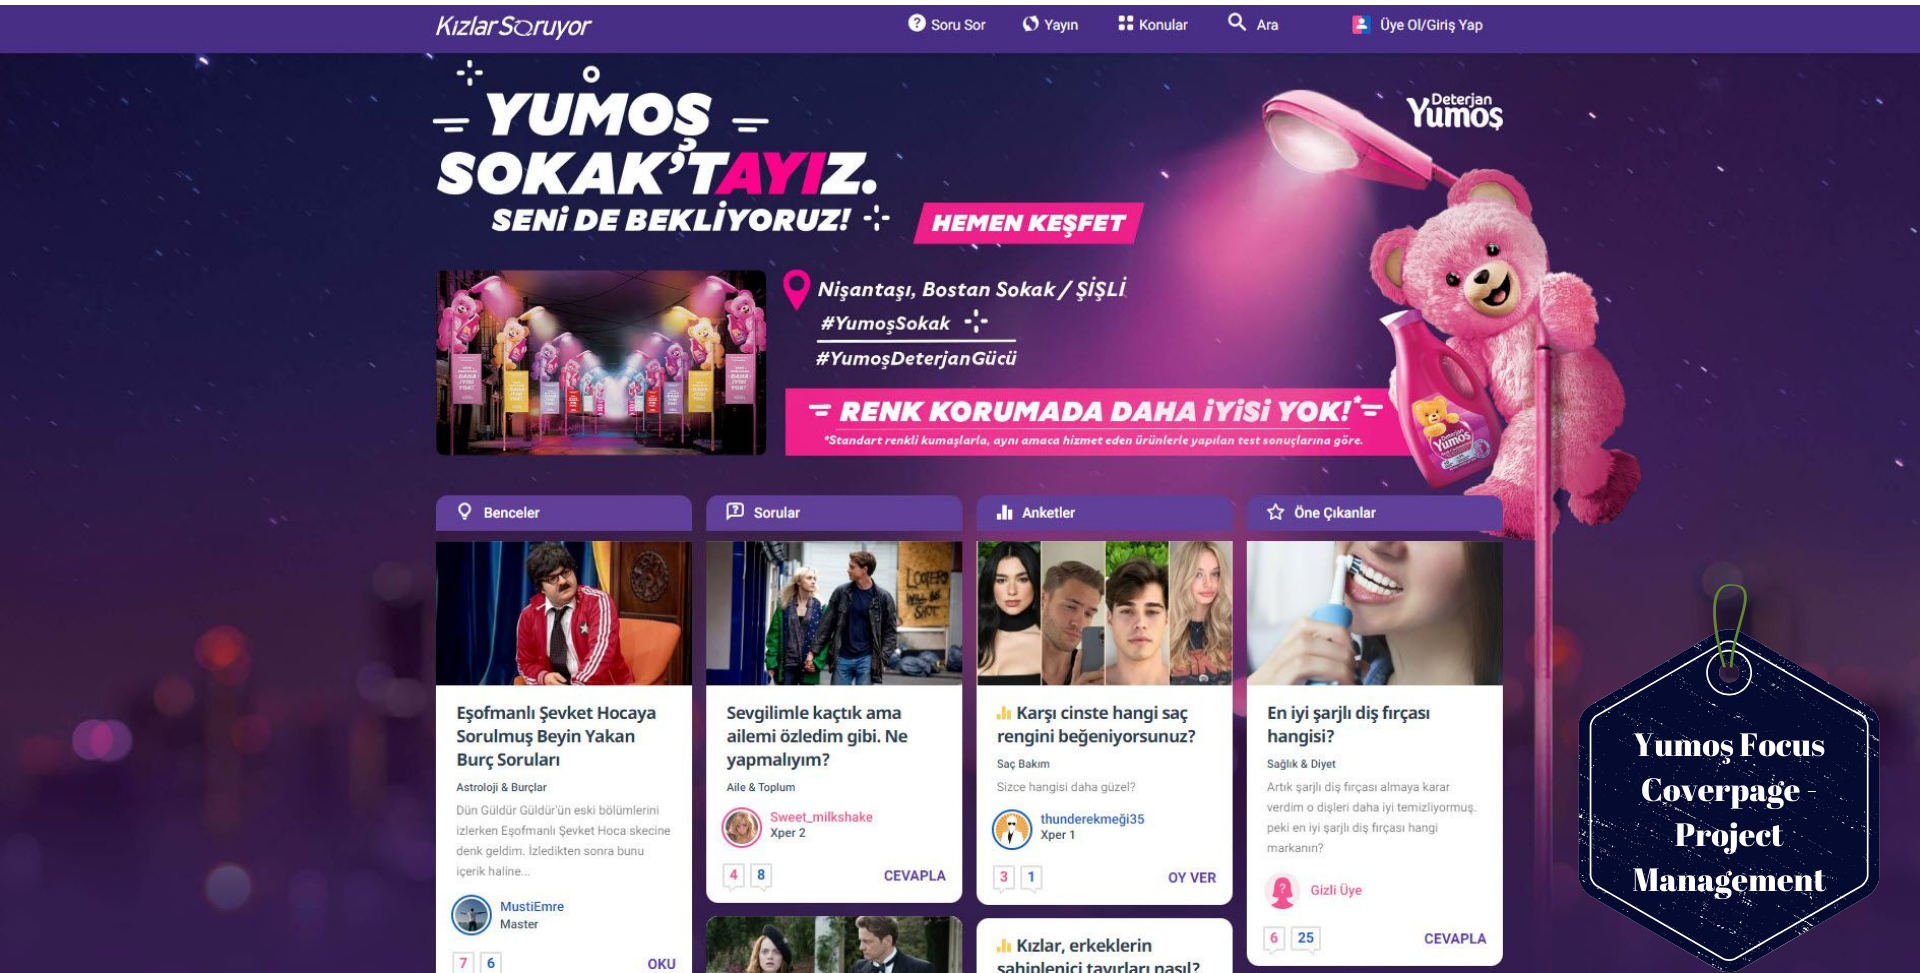 KızlarSoruyor
Soru Sor
Yayın
Konular
Ara
Üye Ol/Giriş Yap
YUMOŞ
SOKAK'TAYIZ.
SENİ DE BEKLİYORUZ!
HEMEN KEŞFET
Deterjan
Yumoş
Nişantaşı, Bostan Sokak / ŞİŞLİ
#YumoşSokak
#YumoşDeterjanGücü
RENK KORUMADA DAHA İYİSİ YOK!*
*Standart renkli kumaşlarla, aynı amaca hizmet eden ürünlerle yapılan test sonuçlarına göre.
Deterjan
Yumoş
Benceler
Eşofmanlı Şevket Hocaya
Sorulmuş Beyin Yakan
Burç Soruları
Astroloji & Burçlar
Dün Güldür Güldür'ün eski bölümlerini
izlerken Eşofmanlı Şevket Hoca skecine
denk geldim. İzledikten sonra bunu
içerik haline...
MustiEmre
Master
7 6
OKU
Sorular
LOOTERS
WILL BE
SHOT
Sevgilimle kaçtık ama
ailemi özledim gibi. Ne
yapmalıyım?
Aile & Toplum
Sweet_milkshake
Xper 2
4 8
CEVAPLA
Anketler
Karşı cinste hangi saç
rengini beğeniyorsunuz?
Saç Bakım
Sizce hangisi daha güzel?
thunderekmeği35
Xper 1
3 1
OY VER
Kızlar, erkeklerin
sahiplenici tavırları nasıl?
Öne Çıkanlar
En iyi şarjlı diş fırçası
hangisi?
Sağlık & Diyet
Artık şarjlı diş fırçası almaya karar
verdim o dişleri daha iyi temizliyormuş.
peki en iyi şarjlı diş fırçası hangi
markanın?
Gizli Üye
6 25
CEVAPLA
Yumoş Focus
Coverpage -
Project
Management